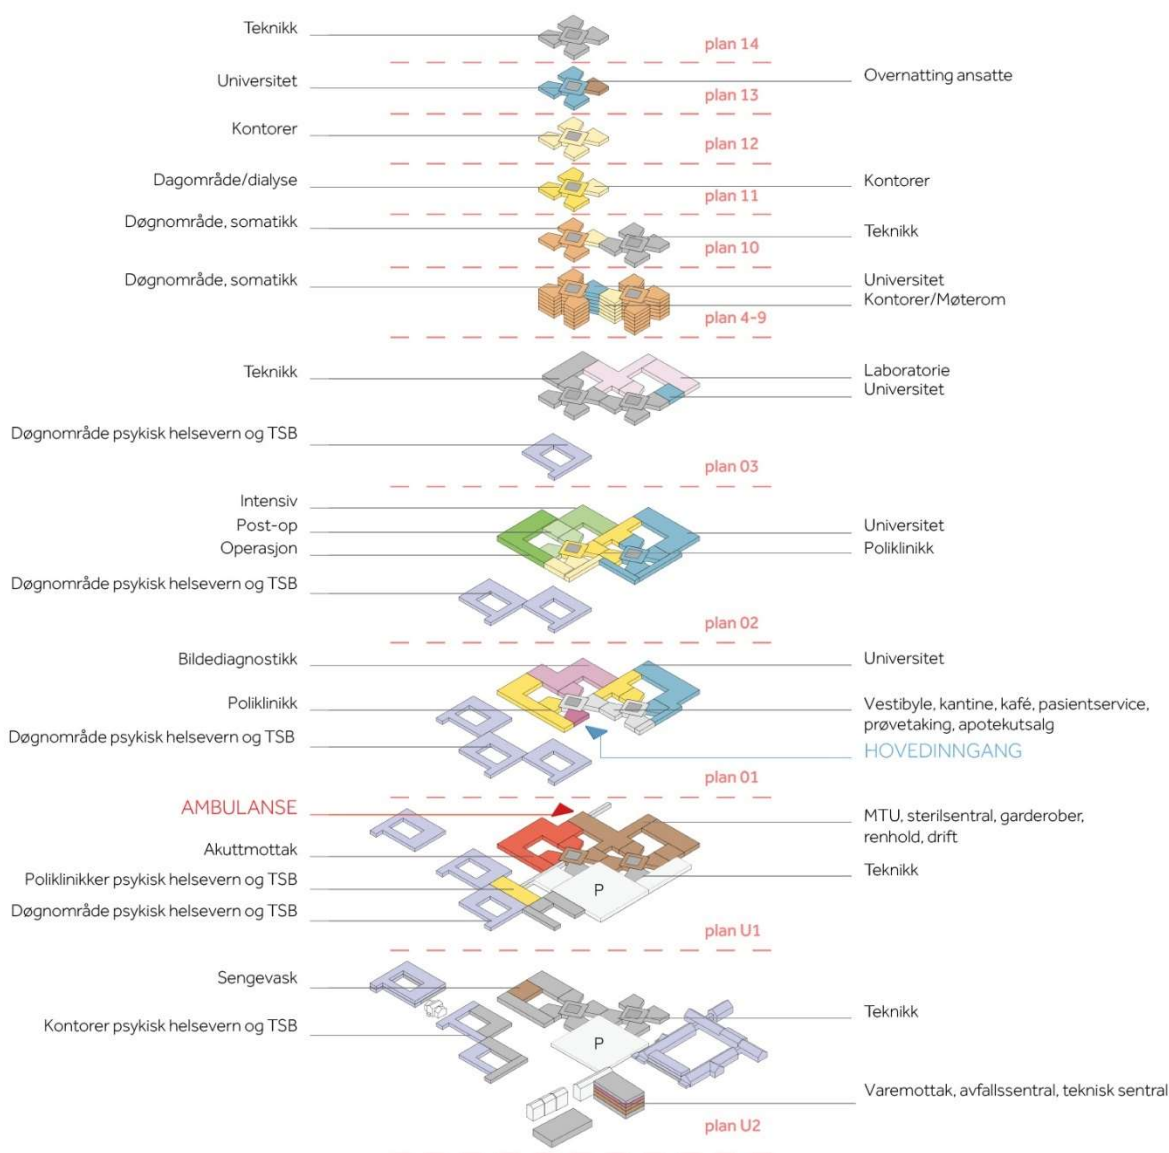 Teknikk
plan 14
Universitet
Overnatting ansatte
plan 13
Kontorer
plan 12
Dagområde/dialyse
Kontorer
plan 11
Døgnområde, somatikk
Teknikk
plan 10
Døgnområde, somatikk
Universitet
Kontorer/Møterom
plan 4-9
Teknikk
Laboratorie
Universitet
Døgnområde psykisk helsevern og TSB
plan 03
Intensiv
Post-op
Operasjon
Universitet
Poliklinikk
Døgnområde psykisk helsevern og TSB
plan 02
Bildediagnostikk
Universitet
Poliklinikk
Vestibyle, kantine, kafé, pasientservice,
prøvetaking, apotekutsalg
Døgnområde psykisk helsevern og TSB
HOVEDINNGANG
plan 01
AMBULANSE
MTU, sterilsentral, garderober,
renhold, drift
Akuttmottak
Teknikk
Poliklinikker psykisk helsevern og TSB
P
Døgnområde psykisk helsevern og TSB
plan U1
Sengevask
Teknikk
Kontorer psykisk helsevern og TSB
P
Varemottak, avfallssentral, teknisk sentral
plan U2